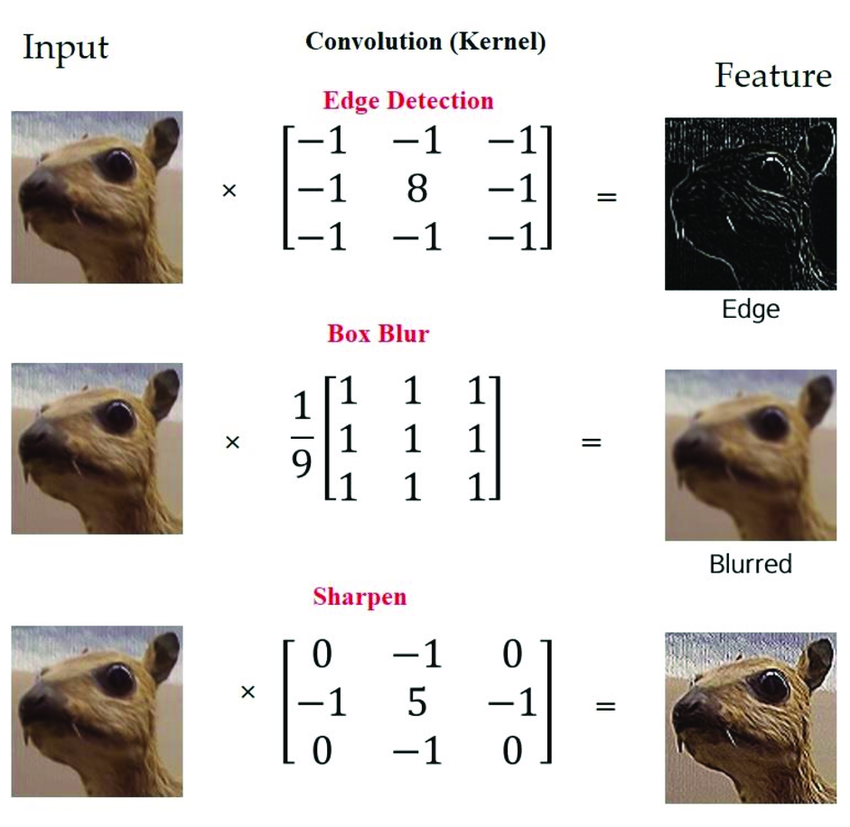 Input
Convolution (Kernel)
Feature
Edge Detection
× [−1 −1 −1
−1 8 −1
−1 −1 −1] =
Edge
Box Blur
× 1/9 [1 1 1
1 1 1
1 1 1] =
Blurred
Sharpen
× [0 −1 0
−1 5 −1
0 −1 0] =